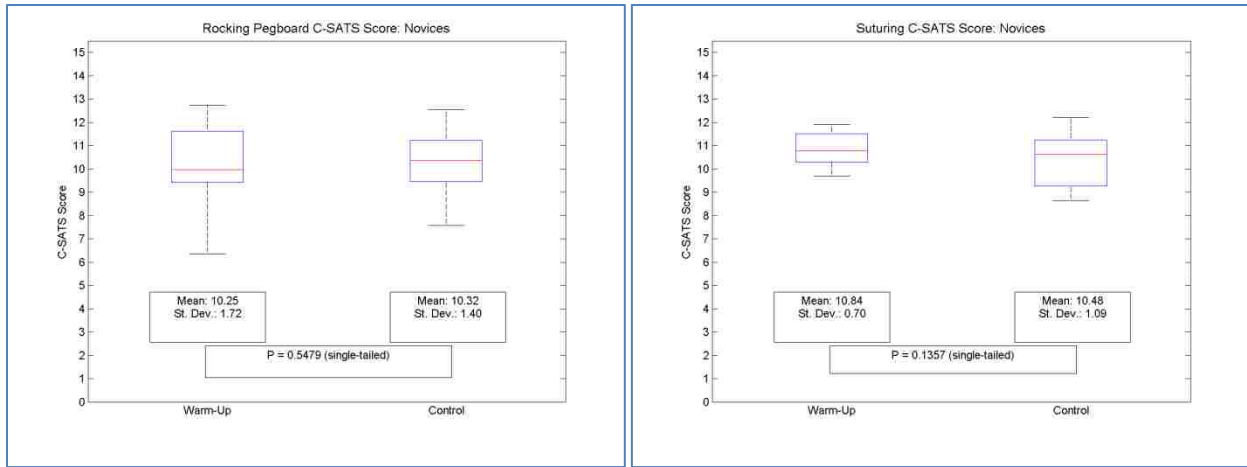 Rocking Pegboard C-SATS Score: Novices
C-SATS Score
15
14
13
12
11
10
9
8
7
6
5
4
3
2
1
0
Mean: 10.25
St. Dev.: 1.72
Mean: 10.32
St. Dev.: 1.40
P = 0.5479 (single-tailed)
Warm-Up
Control
Suturing C-SATS Score: Novices
C-SATS Score
15
14
13
12
11
10
9
8
7
6
5
4
3
2
1
0
Mean: 10.84
St. Dev.: 0.70
Mean: 10.48
St. Dev.: 1.09
P = 0.1357 (single-tailed)
Warm-Up
Control